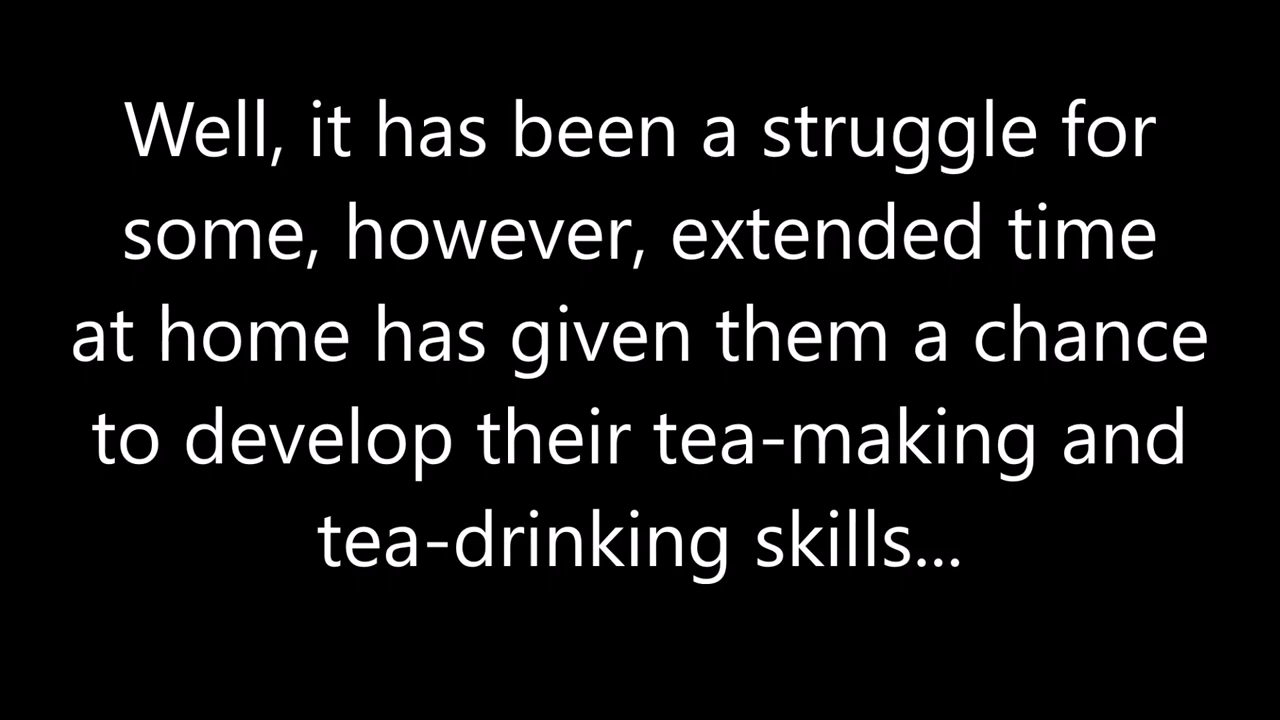 Well, it has been a struggle for
some, however, extended time
at home has given them a chance
to develop their tea-making and
tea-drinking skills...